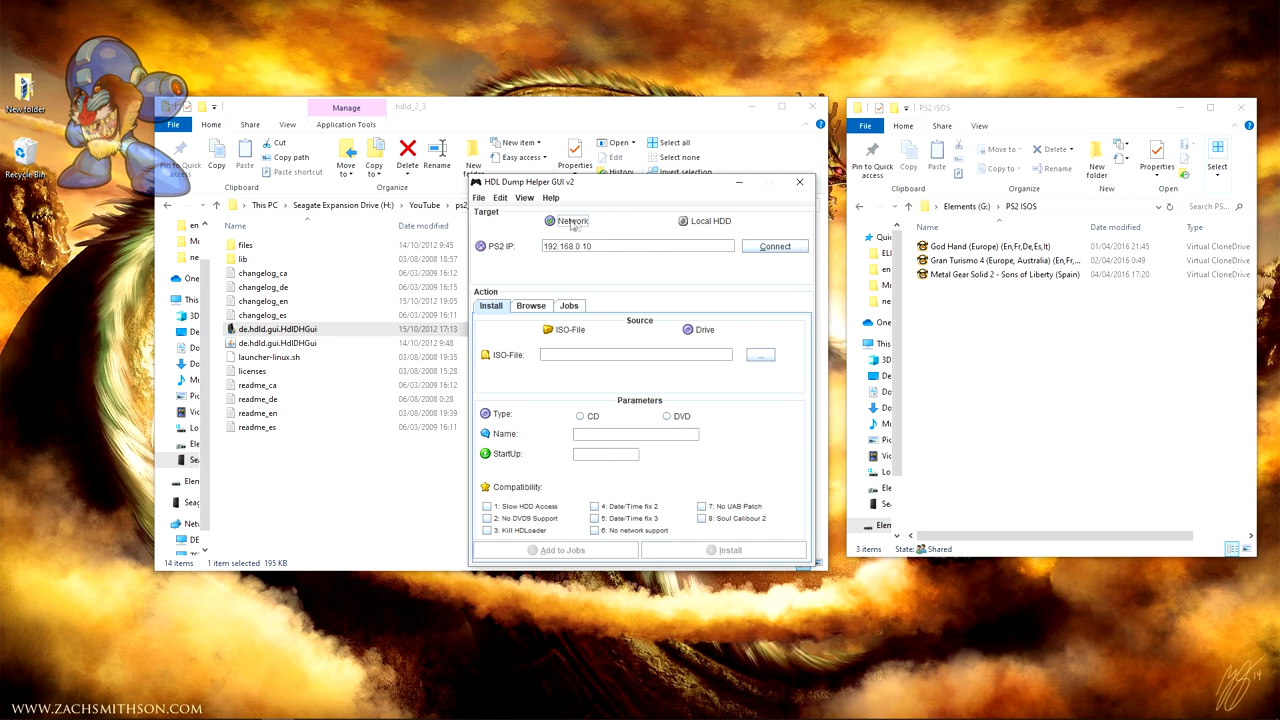 New folder
Recycle Bin
Manage
hdld_2_3
File
Home
Share
View
Application Tools
Pin to Quick access
Copy
Paste
Cut
Copy path
Paste shortcut
Clipboard
Move to
Copy to
Delete
Rename
Organize
New
New item
Easy access
Properties
Open
Edit
History
Select all
Select none
Invert selection
This PC
Seagate Expansion Drive (H:)
YouTube
ps2
Name
Date modified
files 14/10/2012 9:45
lib 03/08/2008 18:57
changelog_ca 06/03/2009 16:12
changelog_de 06/03/2009 16:15
changelog_en 15/10/2012 19:05
changelog_es 06/03/2009 16:11
de.hdld.gui.HdlDHGui 15/10/2012 17:13
de.hdld.gui.HdlDHGui 14/10/2012 9:48
launcher-linux.sh 03/08/2008 19:35
licenses 03/08/2008 15:28
readme_ca 06/03/2009 16:12
readme_de 06/08/2008 0:28
readme_en 03/08/2008 19:39
readme_es 06/03/2009 16:11
14 items
1 item selected 195 KB
HDL Dump Helper GUI v2
File Edit View Help
Target
Network
Local HDD
PS2 IP:
192.168.0.10
Connect
Action
Install
Browse
Jobs
Source
ISO-File
Drive
ISO-File:
...
Parameters
Type:
CD
DVD
Name:
StartUp:
Compatibility:
1: Slow HDD Access
4: Date/Time fix 2
7: No UAB Patch
2: No DVD9 Support
5: Date/Time fix 3
8: Soul Calibour 2
3: Kill HDLoader
6: No network support
Add to Jobs
Install
PS2 ISOS
File
Home
Share
View
Pin to Quick access
Copy
Paste
Clipboard
Move to
Copy to
Delete
Rename
Organize
New folder
New
Properties
Open
Select
Elements (G:)
PS2 ISOS
Search PS...
Name
Date modified
Type
God Hand (Europe) (En,Fr,De,Es,It) 01/04/2016 21:45 Virtual CloneDrive
Gran Turismo 4 (Europe, Australia) (En,Fr,... 02/04/2016 0:49 Virtual CloneDrive
Metal Gear Solid 2 - Sons of Liberty (Spain) 04/04/2016 17:20 Virtual CloneDrive
3 items
State:
Shared
WWW.ZACHSMITHSON.COM